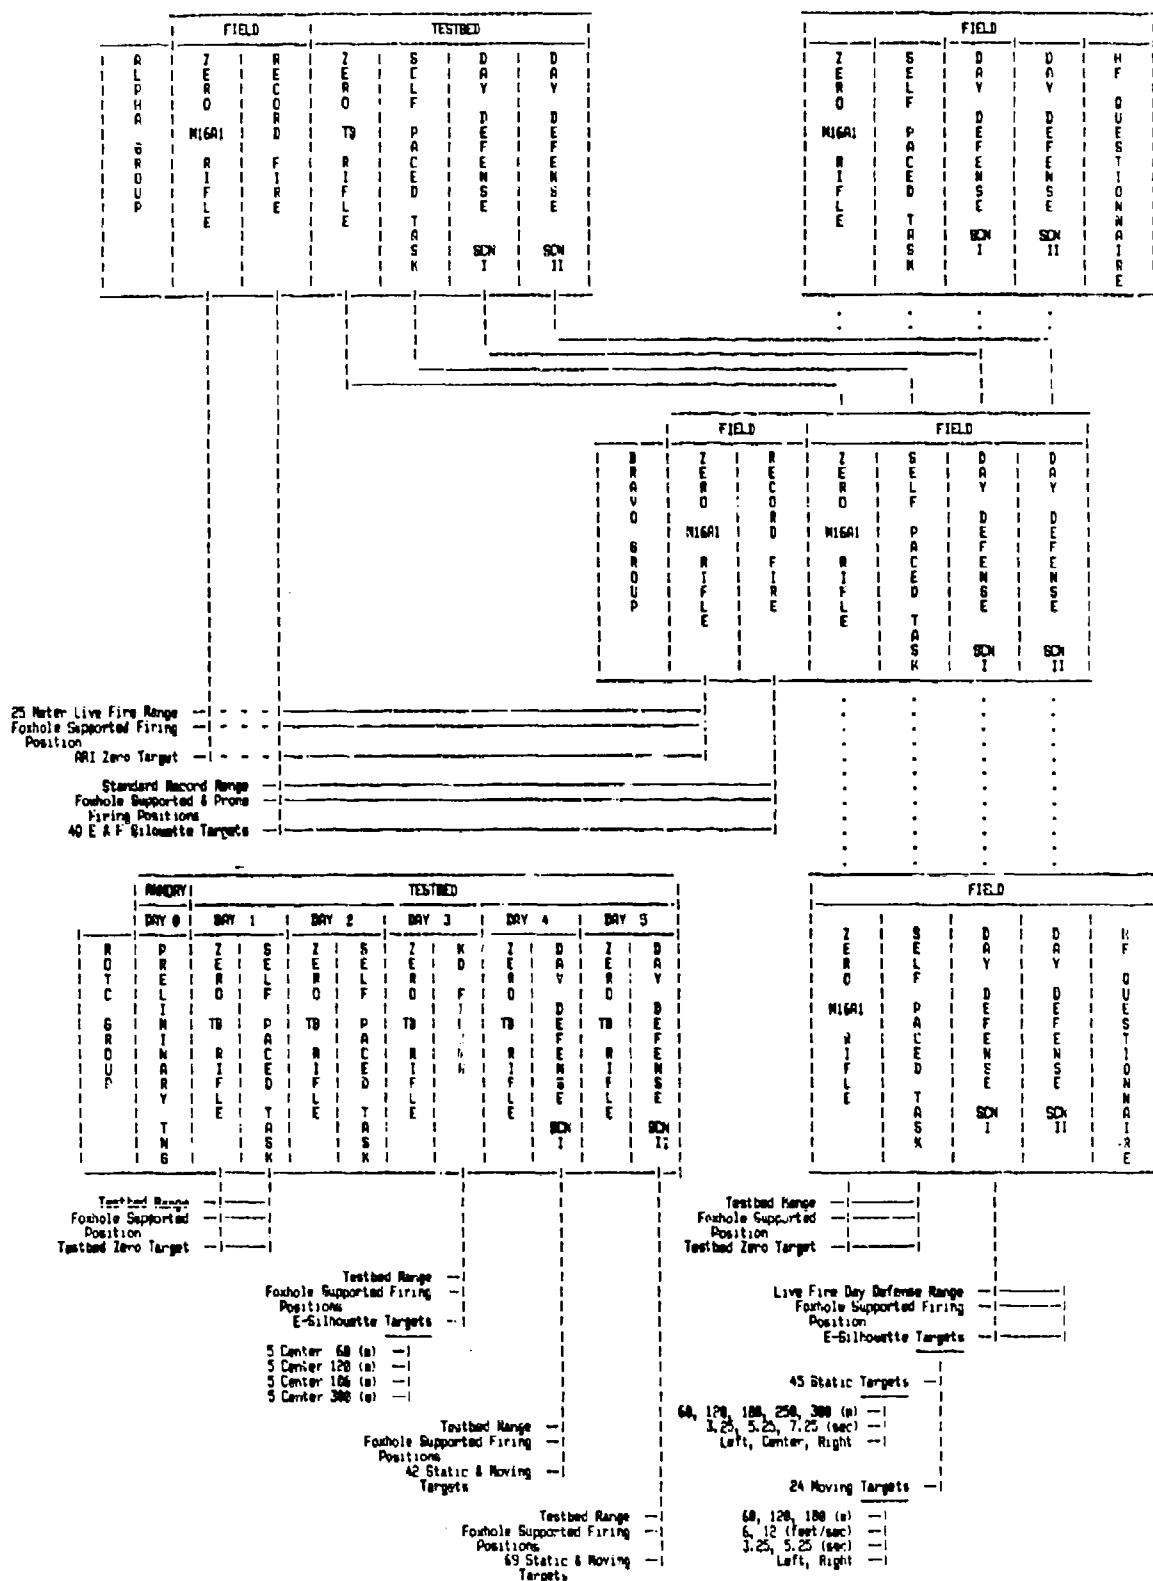 FIELD
TESTBED
ALPHA GROUP
ZERO M16A1 RIFLE
RECORD FIRE
ZERO TB RIFLE
SELF PACED TASK
DAY DEFENSE SCN I
DAY DEFENSE SCN II
FIELD
ZERO M16A1 RIFLE
SELF PACED TASK
DAY DEFENSE SCN I
DAY DEFENSE SCN II
HF QUESTIONNAIRE
FIELD
FIELD
BRAVO GROUP
ZERO M16A1 RIFLE
RECORD FIRE
ZERO M16A1 RIFLE
SELF PACED TASK
DAY DEFENSE SCN I
DAY DEFENSE SCN II
25 Meter Live Fire Range
Foxhole Supported Firing
Position
ARI Zero Target
Standard Record Range
Foxhole Supported & Prone
Firing Positions
40 E & F Silouette Targets
ARMORY
TESTBED
DAY 0
DAY 1
DAY 2
DAY 3
DAY 4
DAY 5
ROTC GROUP
PRELIMINARY TNG
ZERO TB RIFLE
SELF PACED TASK
ZERO TB RIFLE
SELF PACED TASK
ZERO TB RIFLE
KD
ZERO TB RIFLE
DAY DEFENSE SCN I
ZERO TB RIFLE
DAY DEFENSE SCN II
FIELD
ZERO M16A1 RIFLE
SELF PACED TASK
DAY DEFENSE SCN I
DAY DEFENSE SCN II
HF QUESTIONNAIRE
Testbed Range
Foxhole Supported
Position
Testbed Zero Target
Testbed Range
Foxhole Supported Firing
Positions
E-Silhouette Targets
5 Center 60 (m)
5 Center 120 (m)
5 Center (m)
5 Center 300 (m)
Testbed Range
Foxhole Supported Firing
Positions
42 Static & Moving
Targets
Testbed Range
Foxhole Supported Firing
Positions
69 Static & Moving
Targets
Testbed Range
Foxhole Supported
Position
Testbed Zero Target
Live Fire Day Defense Range
Foxhole Supported Firing
Position
E-Silhouette Targets
45 Static Targets
60, 120, 180, 250, 300 (m)
3.25, 5.25, 7.25 (sec)
Left, Center, Right
24 Moving Targets
60, 120, 180 (m)
6, 12 (feet/sec)
3.25, 5.25 (sec)
Left, Right